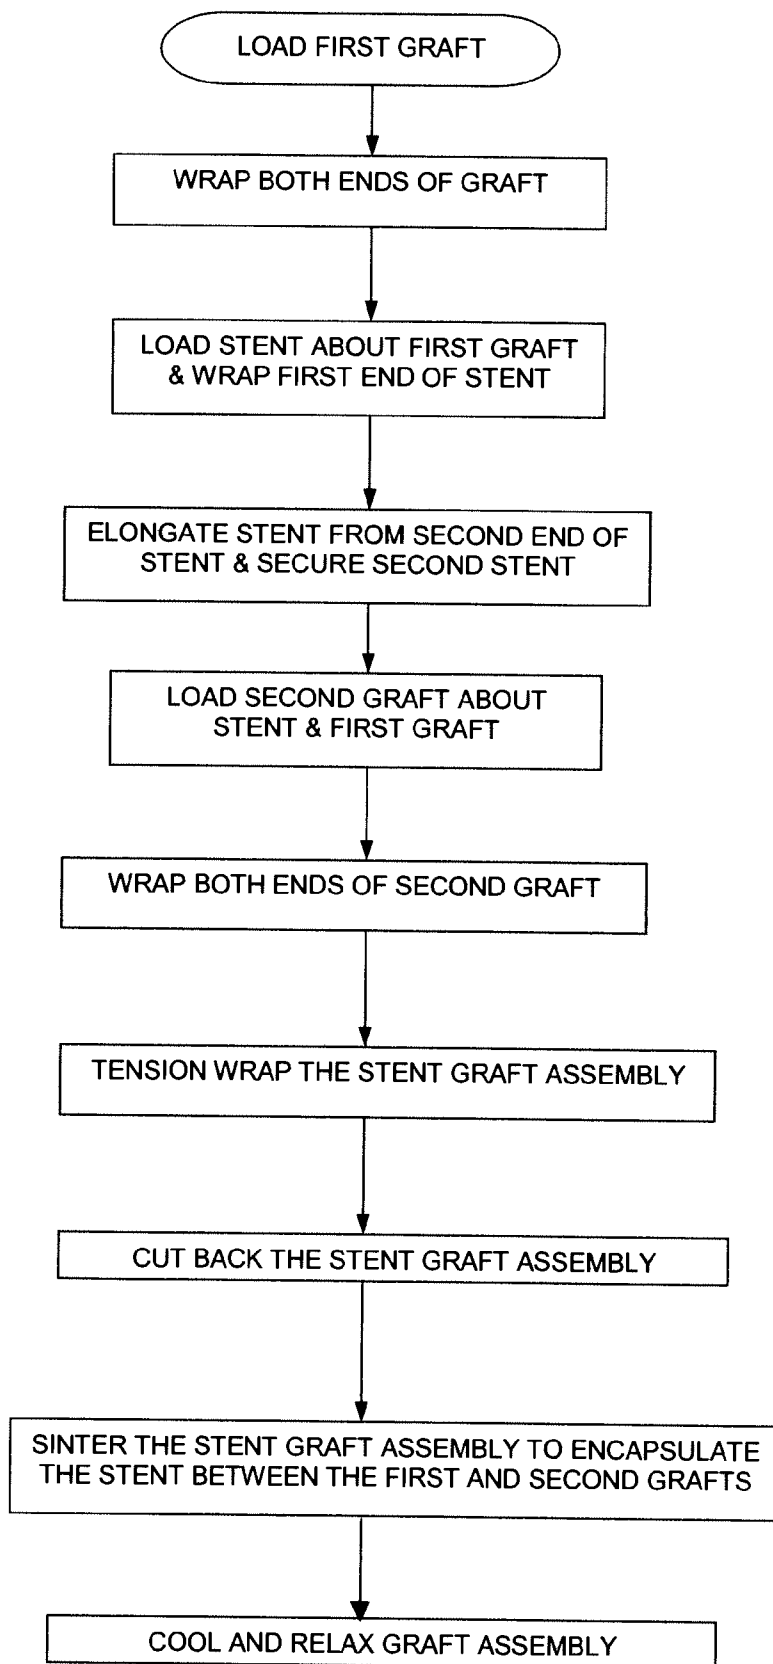 LOAD FIRST GRAFT
WRAP BOTH ENDS OF GRAFT
LOAD STENT ABOUT FIRST GRAFT
& WRAP FIRST END OF STENT
ELONGATE STENT FROM SECOND END OF
STENT & SECURE SECOND STENT
LOAD SECOND GRAFT ABOUT
STENT & FIRST GRAFT
WRAP BOTH ENDS OF SECOND GRAFT
TENSION WRAP THE STENT GRAFT ASSEMBLY
CUT BACK THE STENT GRAFT ASSEMBLY
SINTER THE STENT GRAFT ASSEMBLY TO ENCAPSULATE
THE STENT BETWEEN THE FIRST AND SECOND GRAFTS
COOL AND RELAX GRAFT ASSEMBLY